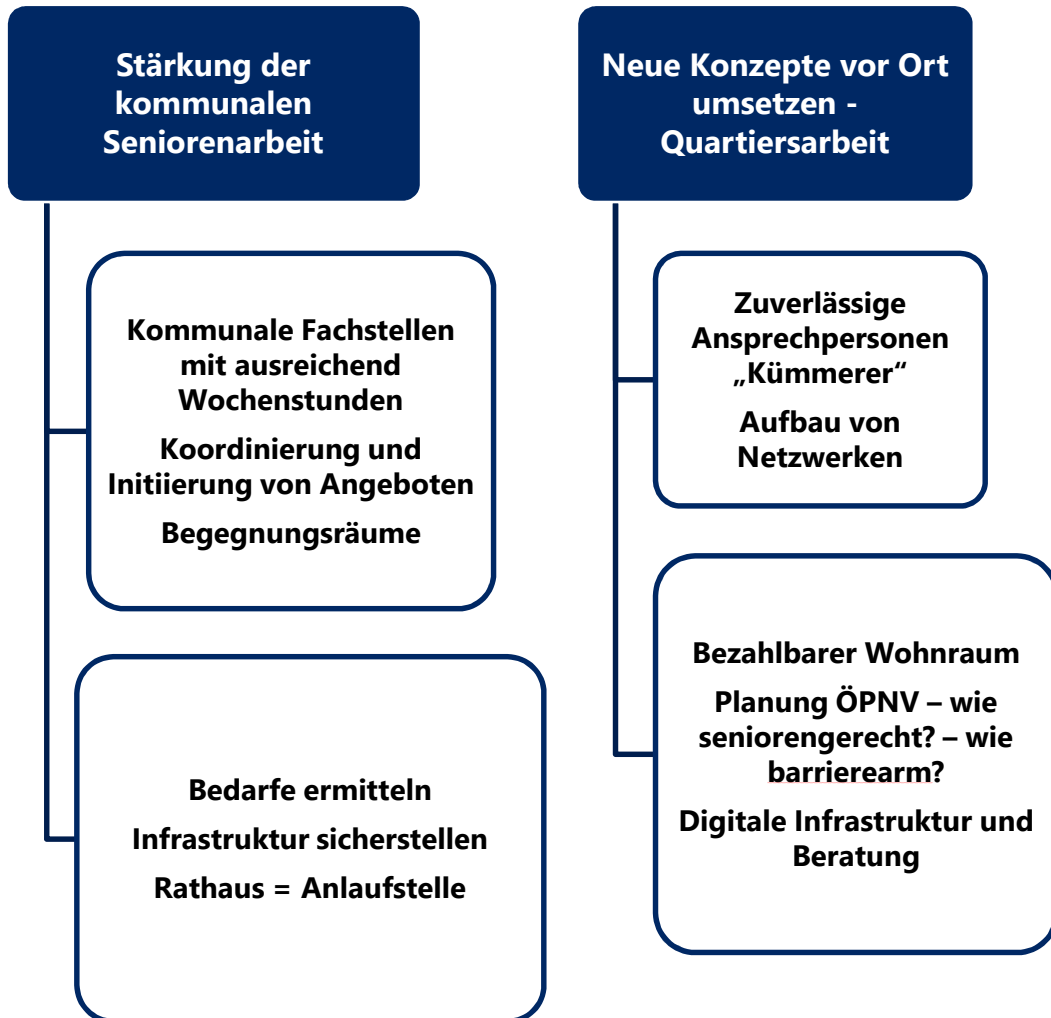 Stärkung der
kommunalen
Seniorenarbeit
Kommunale Fachstellen
mit ausreichend
Wochenstunden
Koordinierung und
Initiierung von Angeboten
Begegnungsräume
Bedarfe ermitteln
Infrastruktur sicherstellen
Rathaus = Anlaufstelle
Neue Konzepte vor Ort
umsetzen -
Quartiersarbeit
Zuverlässige
Ansprechpersonen
„Kümmerer“
Aufbau von
Netzwerken
Bezahlbarer Wohnraum
Planung ÖPNV – wie
seniorengerecht? – wie
barrierearm?
Digitale Infrastruktur und
Beratung